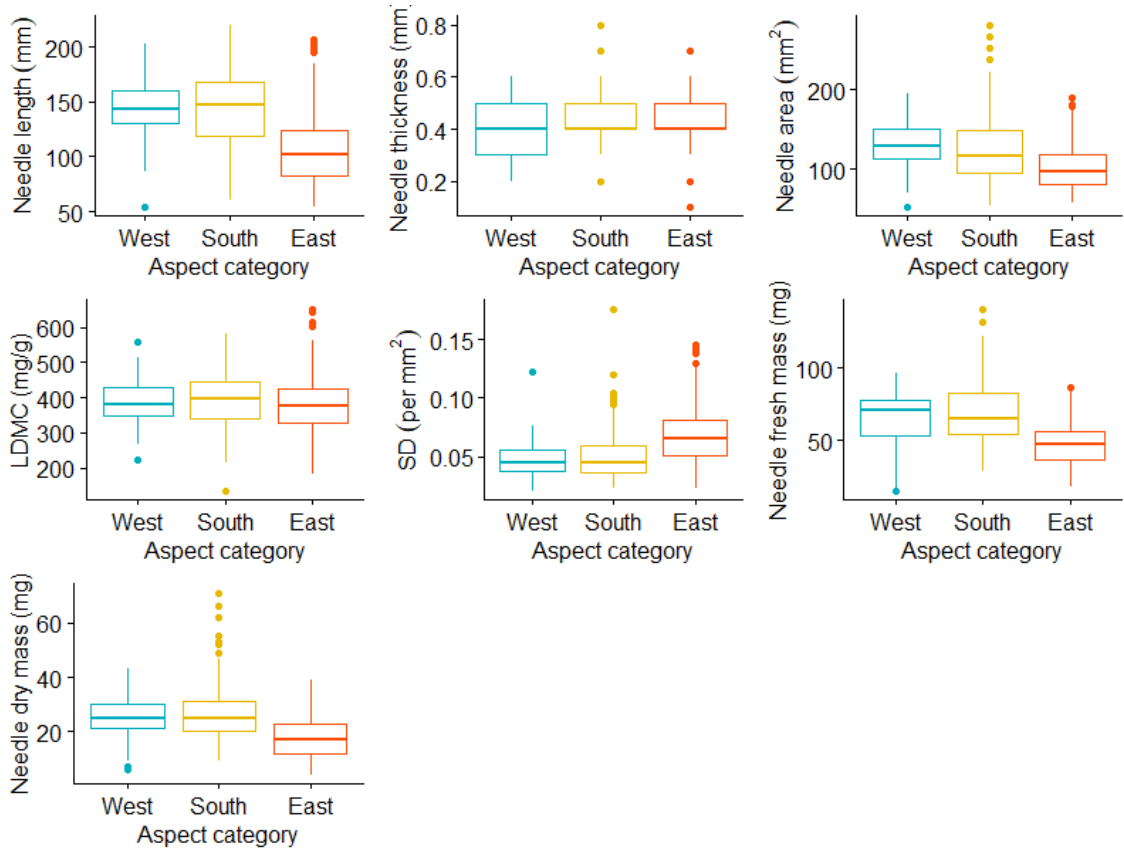 Needle length (mm)
200
150
100
50
West South East
Aspect category
Needle thickness (mm
0.8
0.6
0.4
0.2
West South East
Aspect category
Needle area (mm²)
200
100
West South East
Aspect category
LDMC (mg/g)
600
500
400
300
200
West South East
Aspect category
SD (per mm²)
0.15
0.10
0.05
West South East
Aspect category
Needle fresh mass (mg)
100
50
West South East
Aspect category
Needle dry mass (mg)
60
40
20
West South East
Aspect category